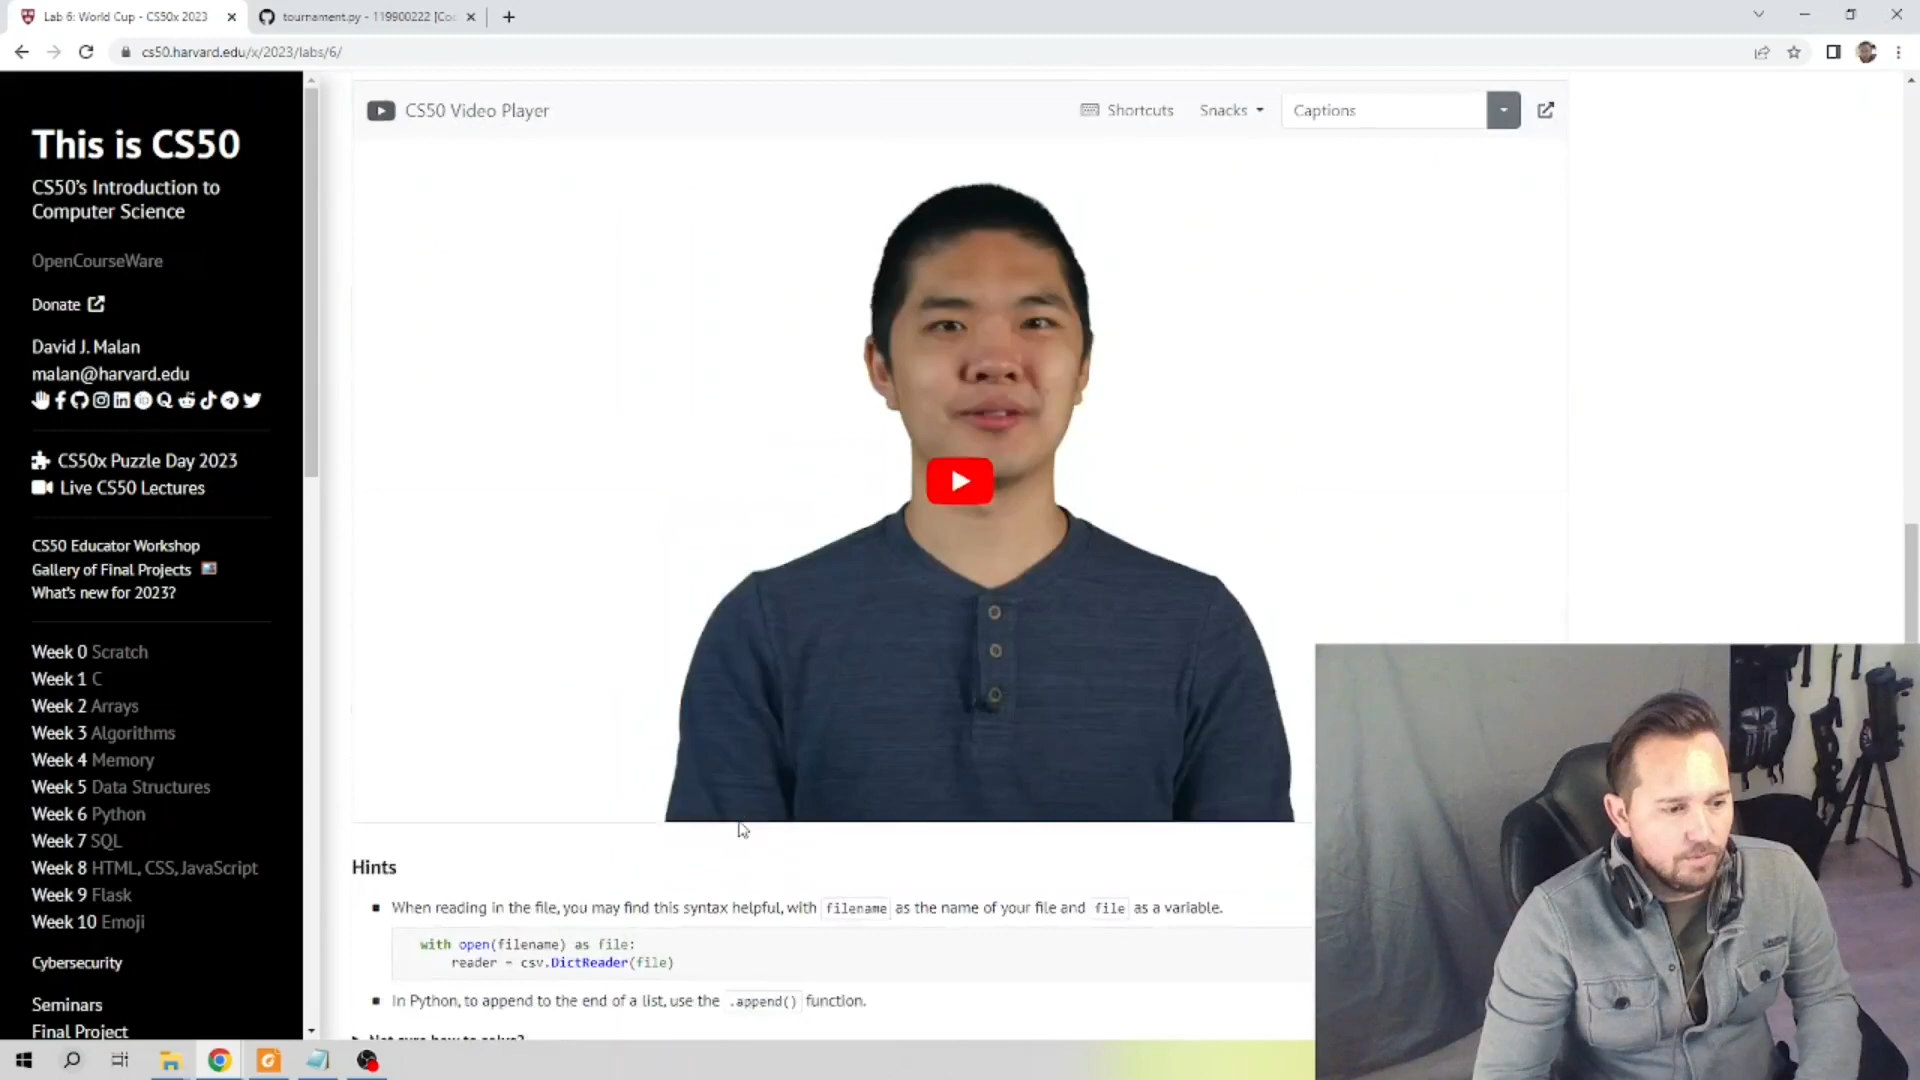 Lab 6: World Cup - CS50x 2023
tournament.py - 119900222 [Co
cs50.harvard.edu/x/2023/labs/6/
This is CS50
CS50's Introduction to
Computer Science
OpenCourseWare
Donate
David J. Malan
malan@harvard.edu
CS50x Puzzle Day 2023
Live CS50 Lectures
CS50 Educator Workshop
Gallery of Final Projects
What's new for 2023?
Week 0 Scratch
Week 1 C
Week 2 Arrays
Week 3 Algorithms
Week 4 Memory
Week 5 Data Structures
Week 6 Python
Week 7 SQL
Week 8 HTML, CSS, JavaScript
Week 9 Flask
Week 10 Emoji
Cybersecurity
Seminars
Final Project
CS50 Video Player
Shortcuts
Snacks
Captions
Hints
When reading in the file, you may find this syntax helpful, with filename as the name of your file and file as a variable.
with open(filename) as file:
reader = csv.DictReader(file)
In Python, to append to the end of a list, use the .append() function.
Not sure how to solve?